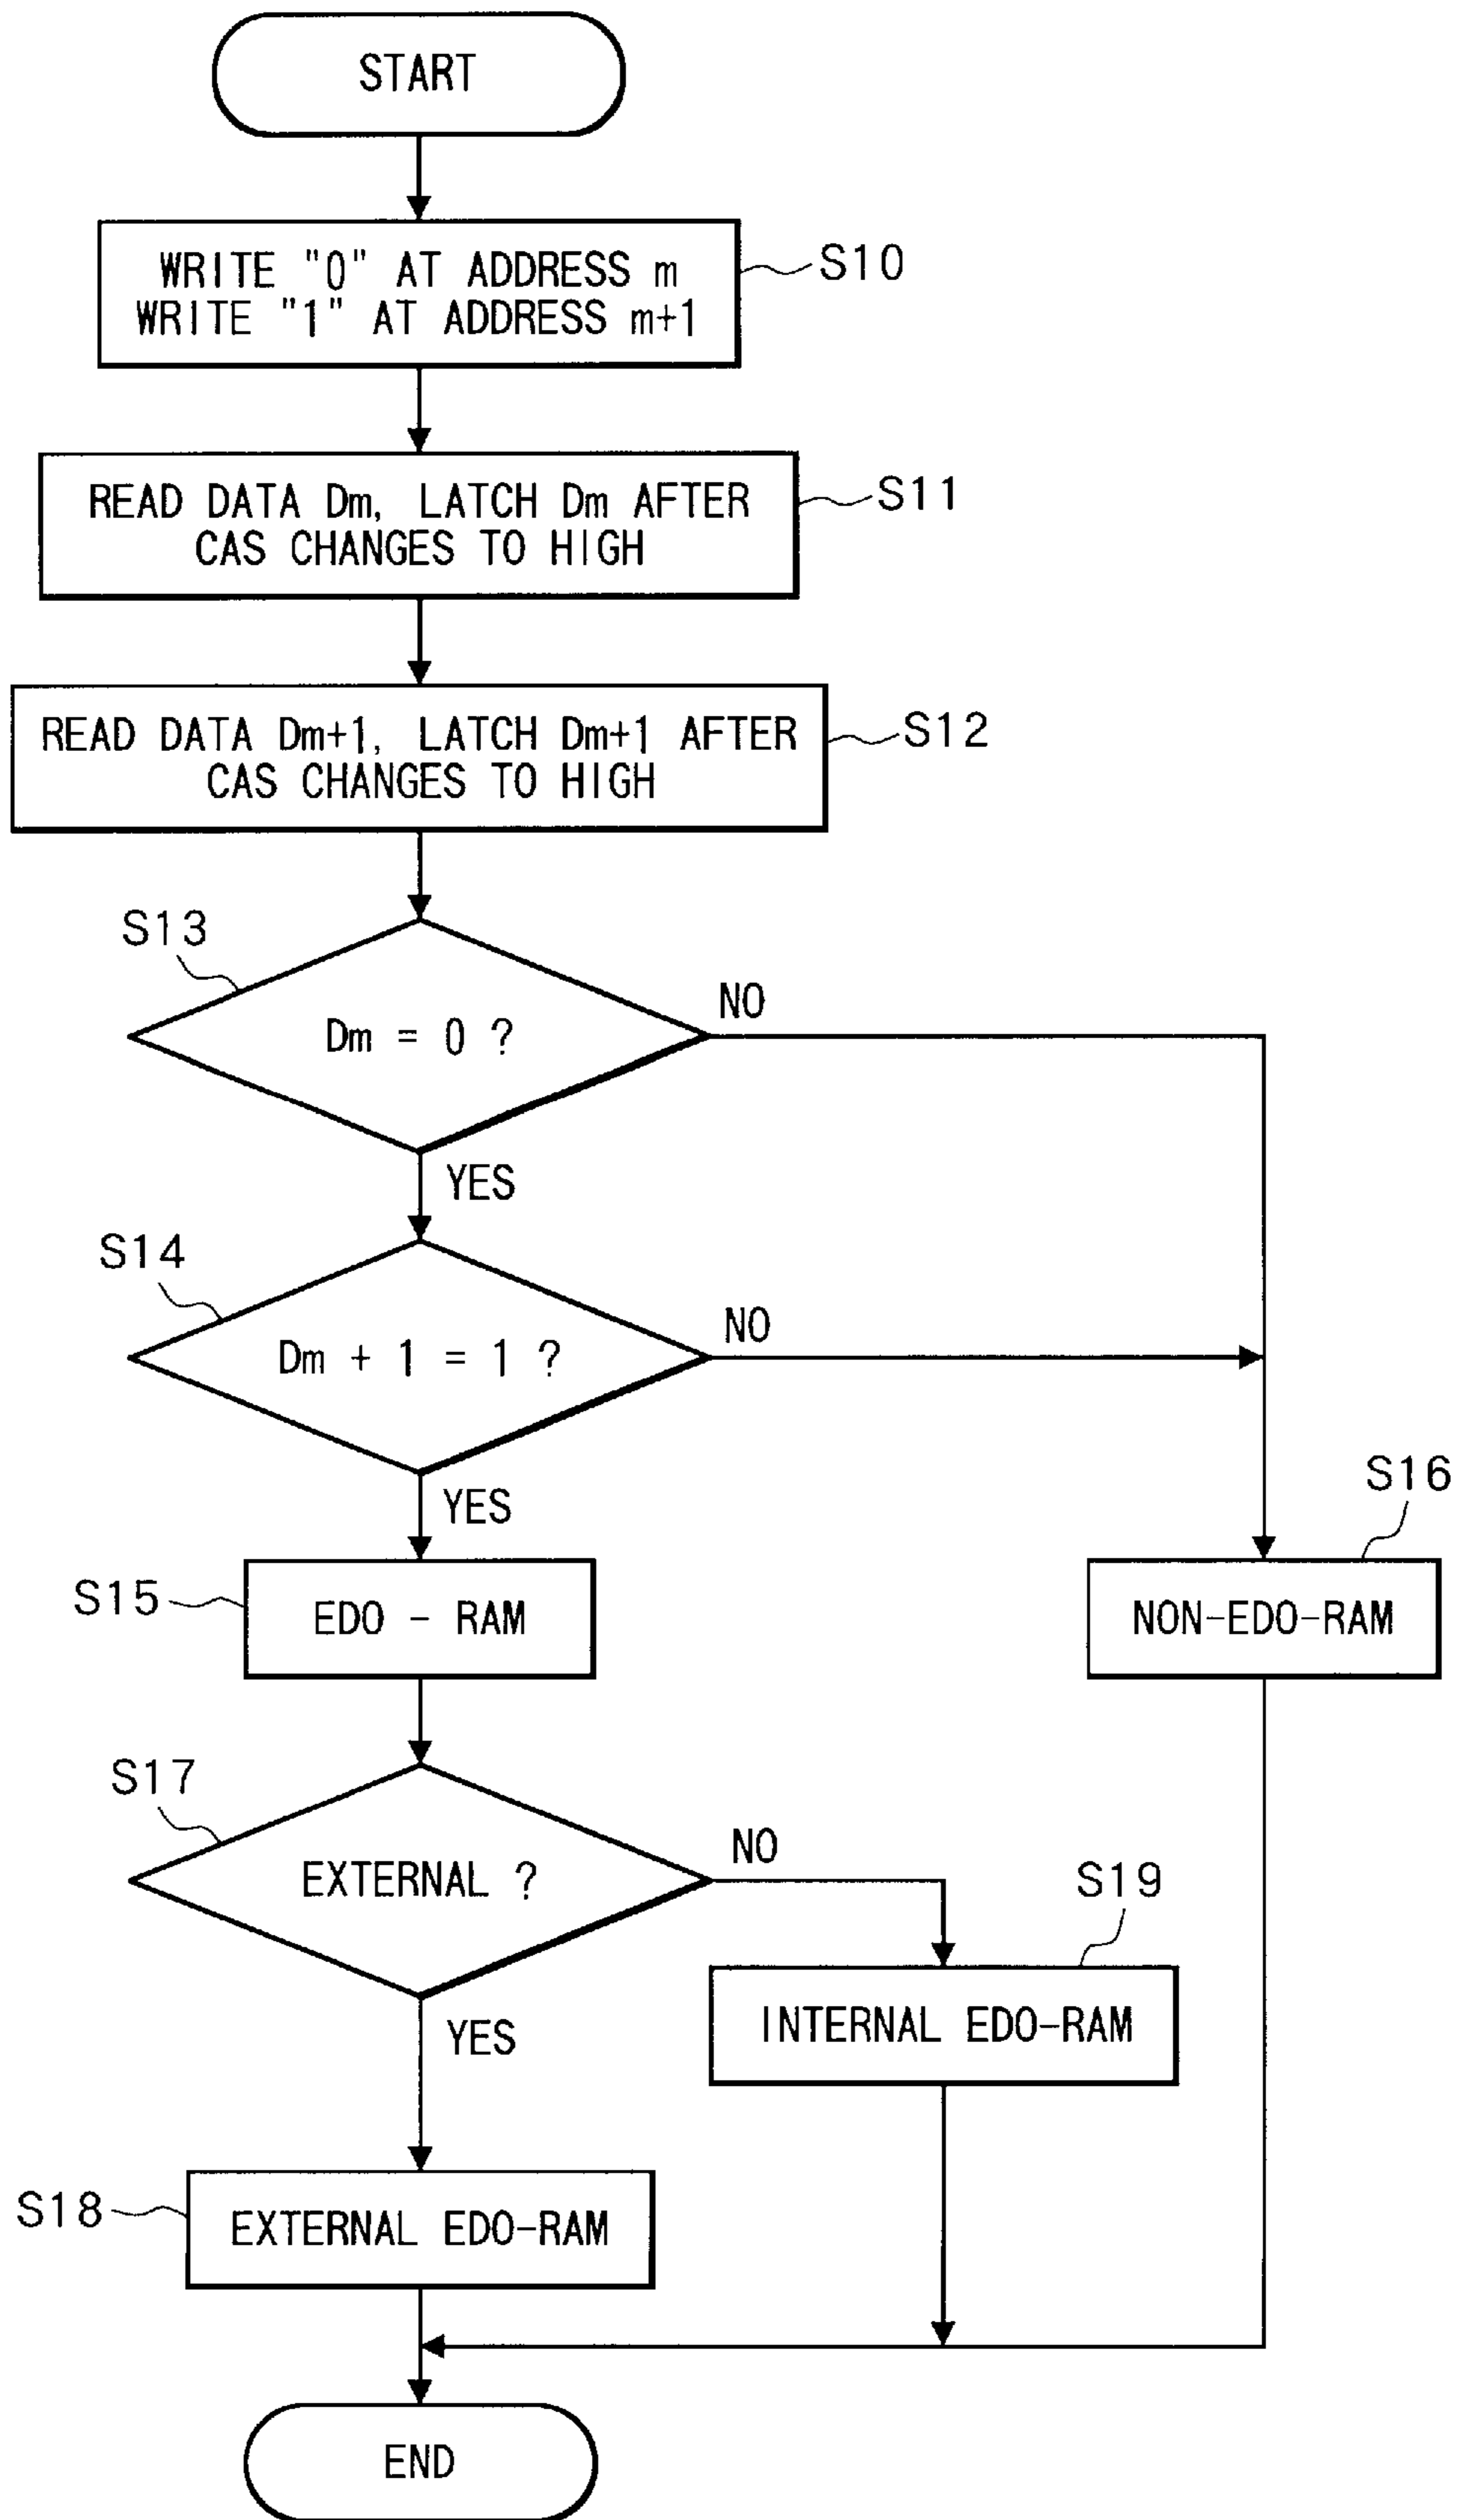 START
WRITE "0" AT ADDRESS m
WRITE "1" AT ADDRESS m+1
S10
READ DATA Dm, LATCH Dm AFTER
CAS CHANGES TO HIGH
S11
READ DATA Dm+1, LATCH Dm+1 AFTER
CAS CHANGES TO HIGH
S12
S13
Dm = 0 ?
NO
YES
S14
Dm + 1 = 1 ?
NO
YES
S15
EDO - RAM
S16
NON-EDO-RAM
S17
EXTERNAL ?
NO
YES
S19
INTERNAL EDO-RAM
S18
EXTERNAL EDO-RAM
END